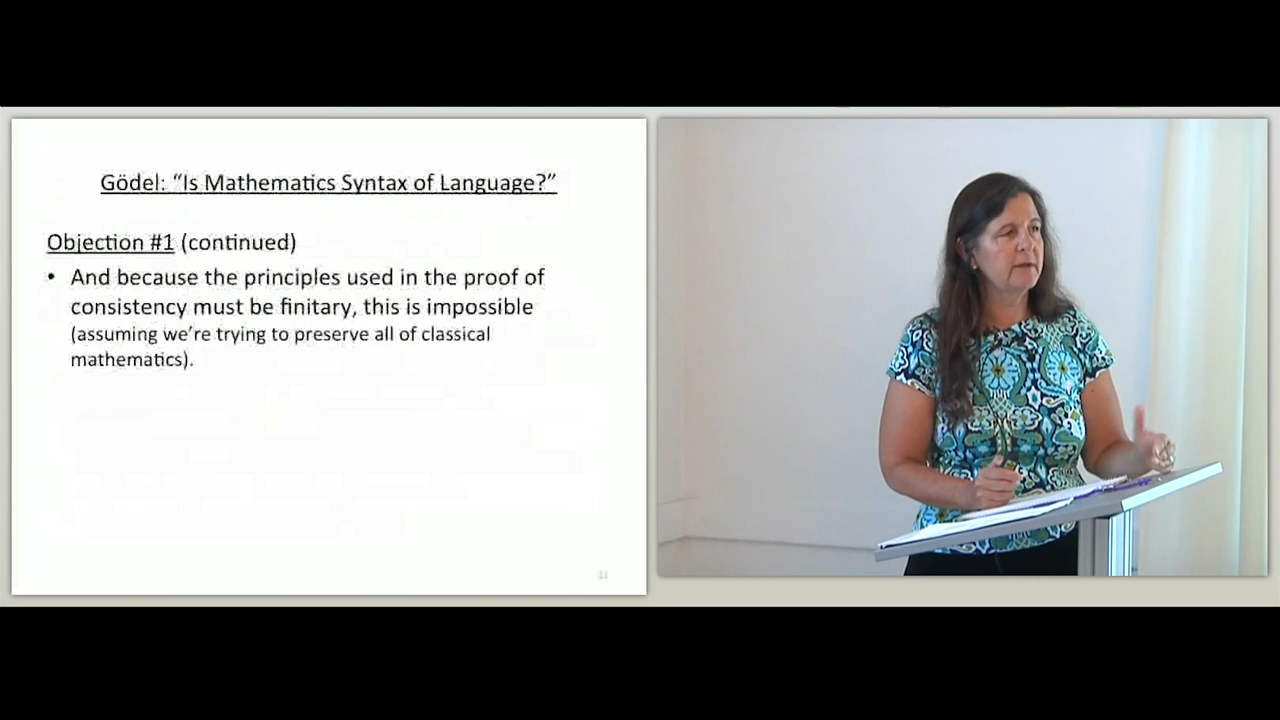 Gödel: “Is Mathematics Syntax of Language?”
Objection #1 (continued)
• And because the principles used in the proof of
consistency must be finitary, this is impossible
(assuming we’re trying to preserve all of classical
mathematics).